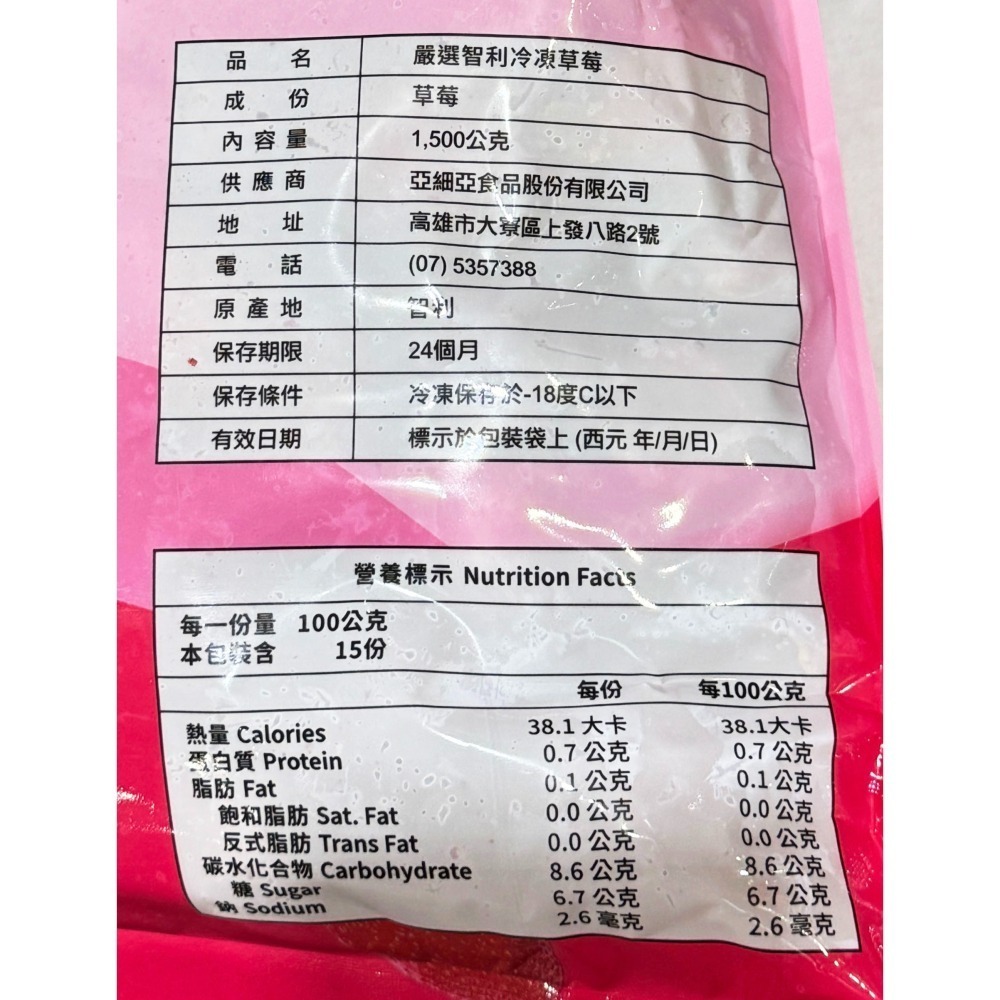 品名 嚴選智利冷凍草莓
成份 草莓
內容量 1,500公克
供應商 亞細亞食品股份有限公司
地址 高雄市大寮區上發八路2號
電話 (07) 5357388
原產地 智利
保存期限 24個月
保存條件 冷凍保存於-18度C以下
有效日期 標示於包裝袋上 (西元 年/月/日)
營養標示 Nutrition Facts
每一份量 100公克
本包裝含 15份
每份 每100公克
熱量 Calories 38.1 大卡 38.1大卡
蛋白質 Protein 0.7 公克 0.7 公克
脂肪 Fat 0.1 公克 0.1 公克
飽和脂肪 Sat. Fat 0.0 公克 0.0 公克
反式脂肪 Trans Fat 0.0 公克 0.0 公克
碳水化合物 Carbohydrate 8.6 公克 8.6 公克
糖 Sugar 6.7 公克 6.7 公克
鈉 Sodium 2.6 毫克 2.6 毫克